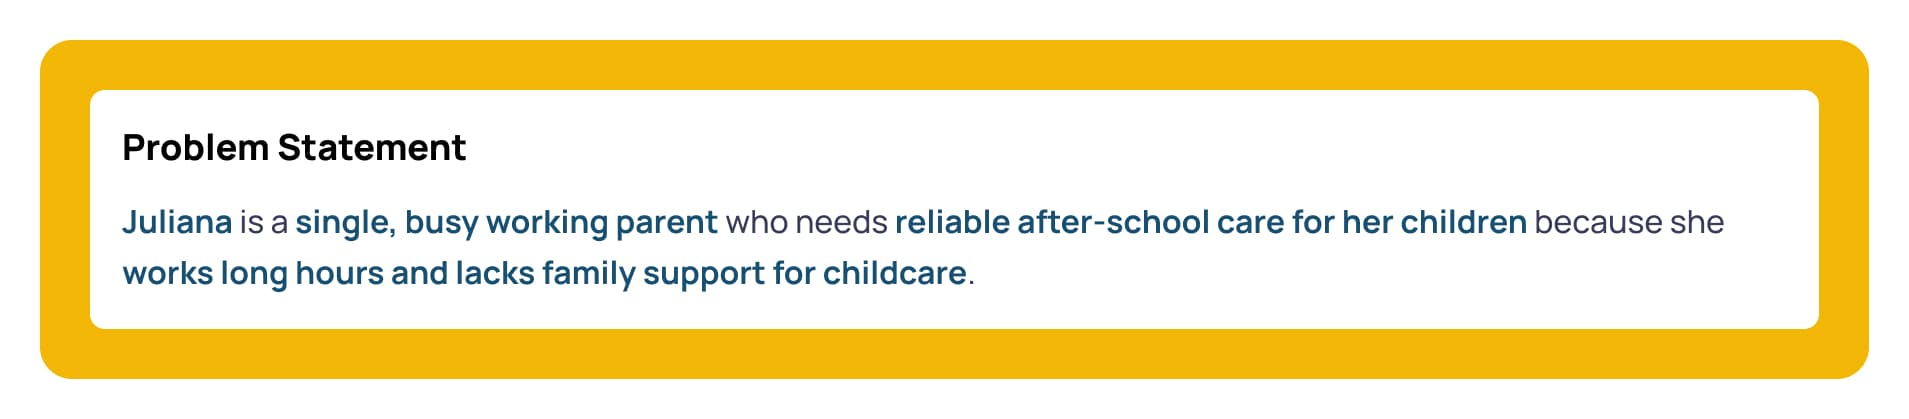 Problem Statement
Juliana is a single, busy working parent who needs reliable after-school care for her children because she
works long hours and lacks family support for childcare.